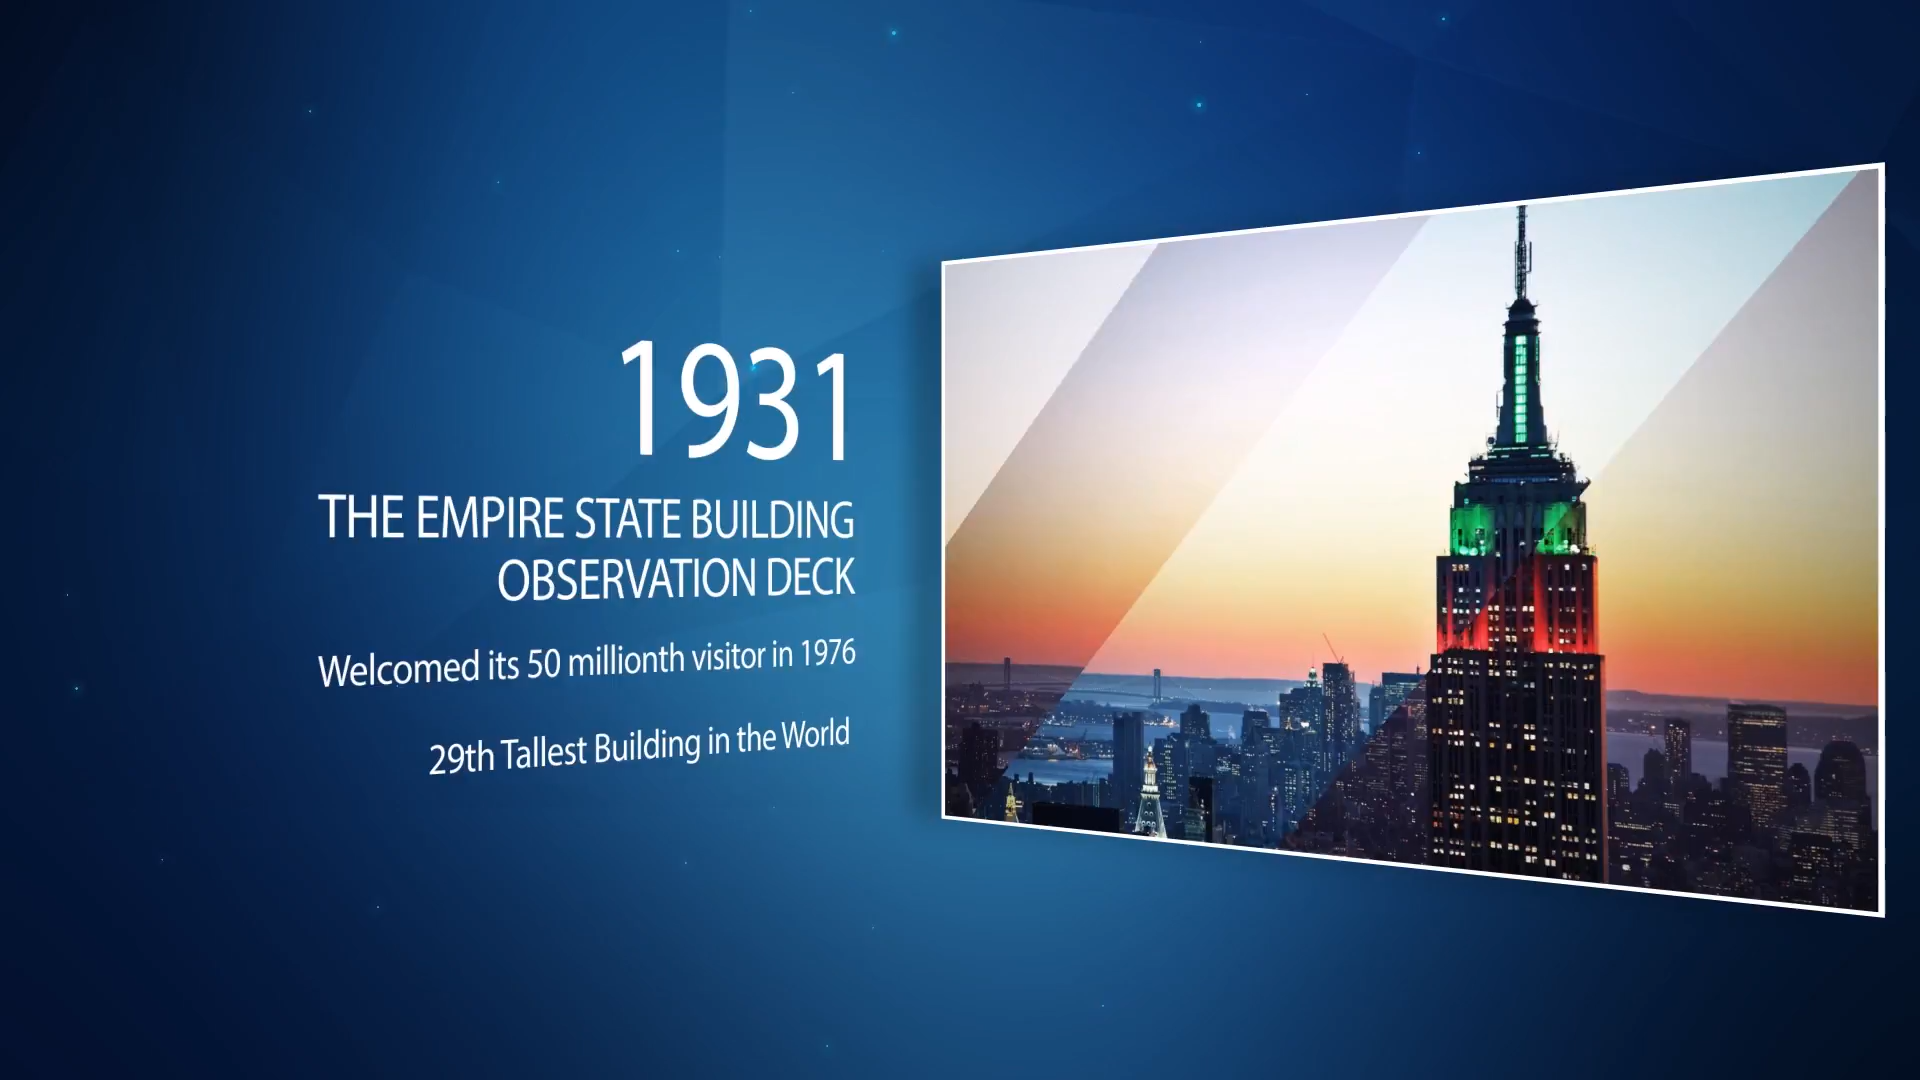 1931
THE EMPIRE STATE BUILDING
OBSERVATION DECK
Welcomed its 50 millionth visitor in 1976
29th Tallest Building in the World